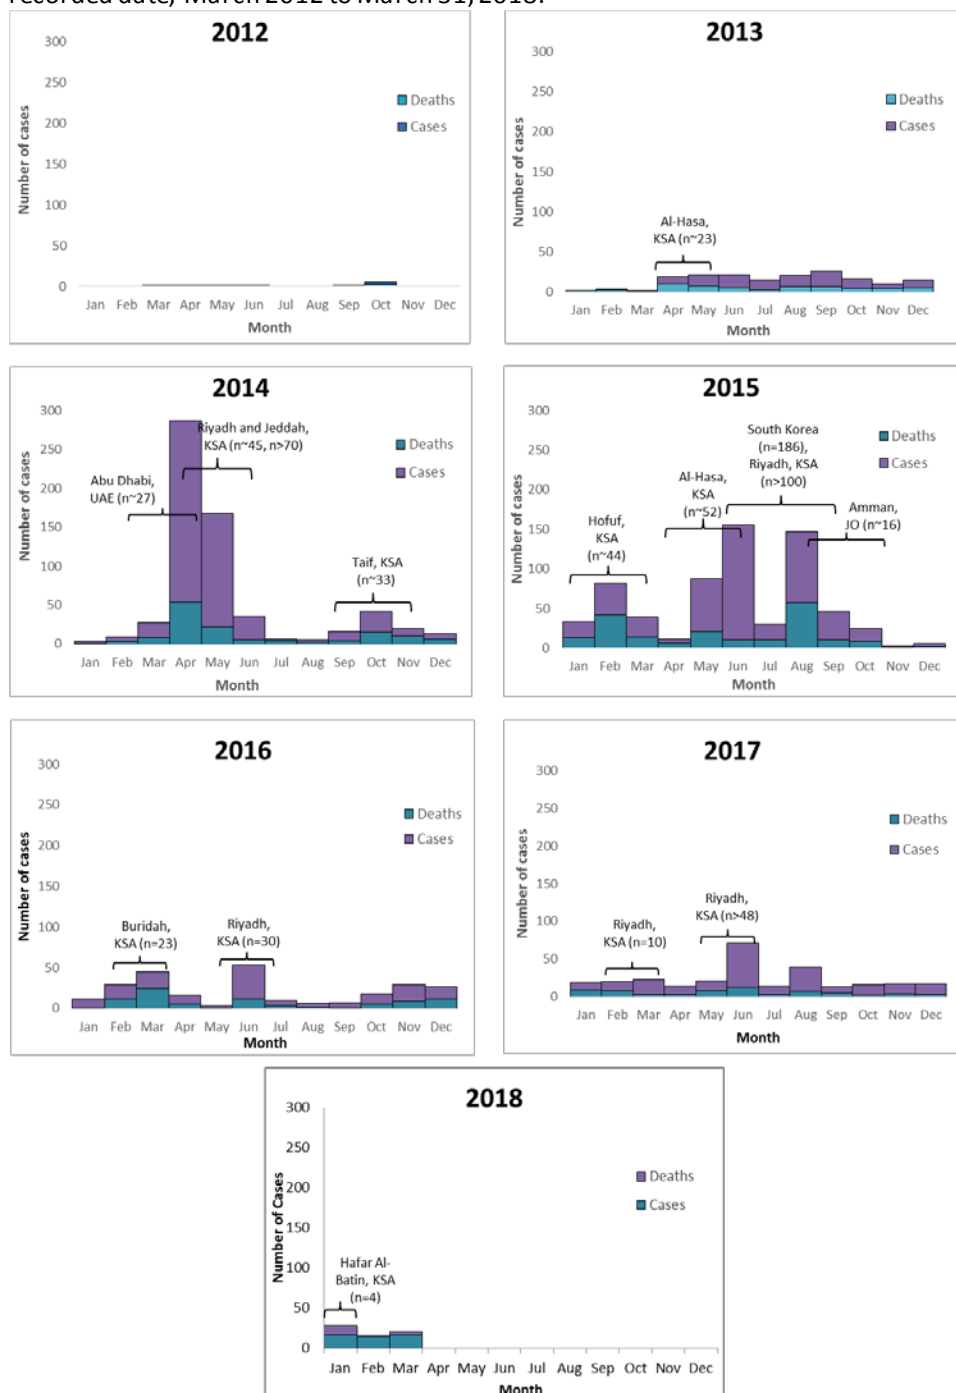 recorded date, March 2012 to March 31, 2018.
2012
300
250
200
150
100
50
0
Number of cases
Deaths
Cases
Jan Feb Mar Apr May Jun Jul Aug Sep Oct Nov Dec
Month
2013
300
250
200
150
100
50
0
Number of cases
Deaths
Cases
Al-Hasa,
KSA (n~23)
Jan Feb Mar Apr May Jun Jul Aug Sep Oct Nov Dec
Month
2014
300
250
200
150
100
50
0
Number of cases
Riyadh and Jeddah,
KSA (n~45, n>70)
Deaths
Cases
Abu Dhabi,
UAE (n~27)
Taif, KSA
(n~33)
Jan Feb Mar Apr May Jun Jul Aug Sep Oct Nov Dec
Month
2015
300
250
200
150
100
50
0
Number of cases
South Korea
(n=186),
Riyadh, KSA
(n>100)
Deaths
Cases
Al-Hasa,
KSA
(n~52)
Hofuf,
KSA
(n~44)
Amman,
JO (n~16)
Jan Feb Mar Apr May Jun Jul Aug Sep Oct Nov Dec
Month
2016
300
250
200
150
100
50
0
Number of cases
Deaths
Cases
Buridah,
KSA (n=23)
Riyadh,
KSA (n=30)
Jan Feb Mar Apr May Jun Jul Aug Sep Oct Nov Dec
Month
2017
300
250
200
150
100
50
0
Number of cases
Deaths
Cases
Riyadh,
KSA (n=10)
Riyadh,
KSA (n>48)
Jan Feb Mar Apr May Jun Jul Aug Sep Oct Nov Dec
Month
2018
300
250
200
150
100
50
0
Number of Cases
Deaths
Cases
Hafar Al-
Batin, KSA
(n=4)
Jan Feb Mar Apr May Jun Jul Aug Sep Oct Nov Dec
Month